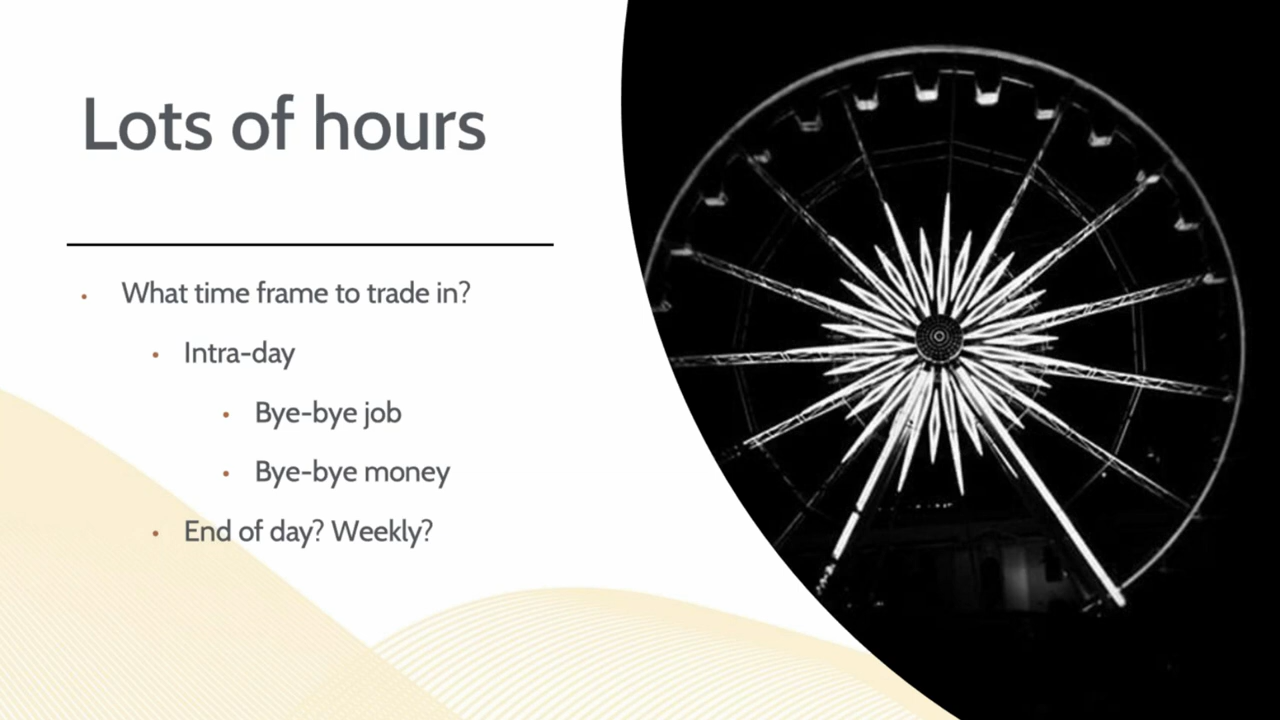 Lots of hours
What time frame to trade in?
Intra-day
Bye-bye job
Bye-bye money
End of day? Weekly?